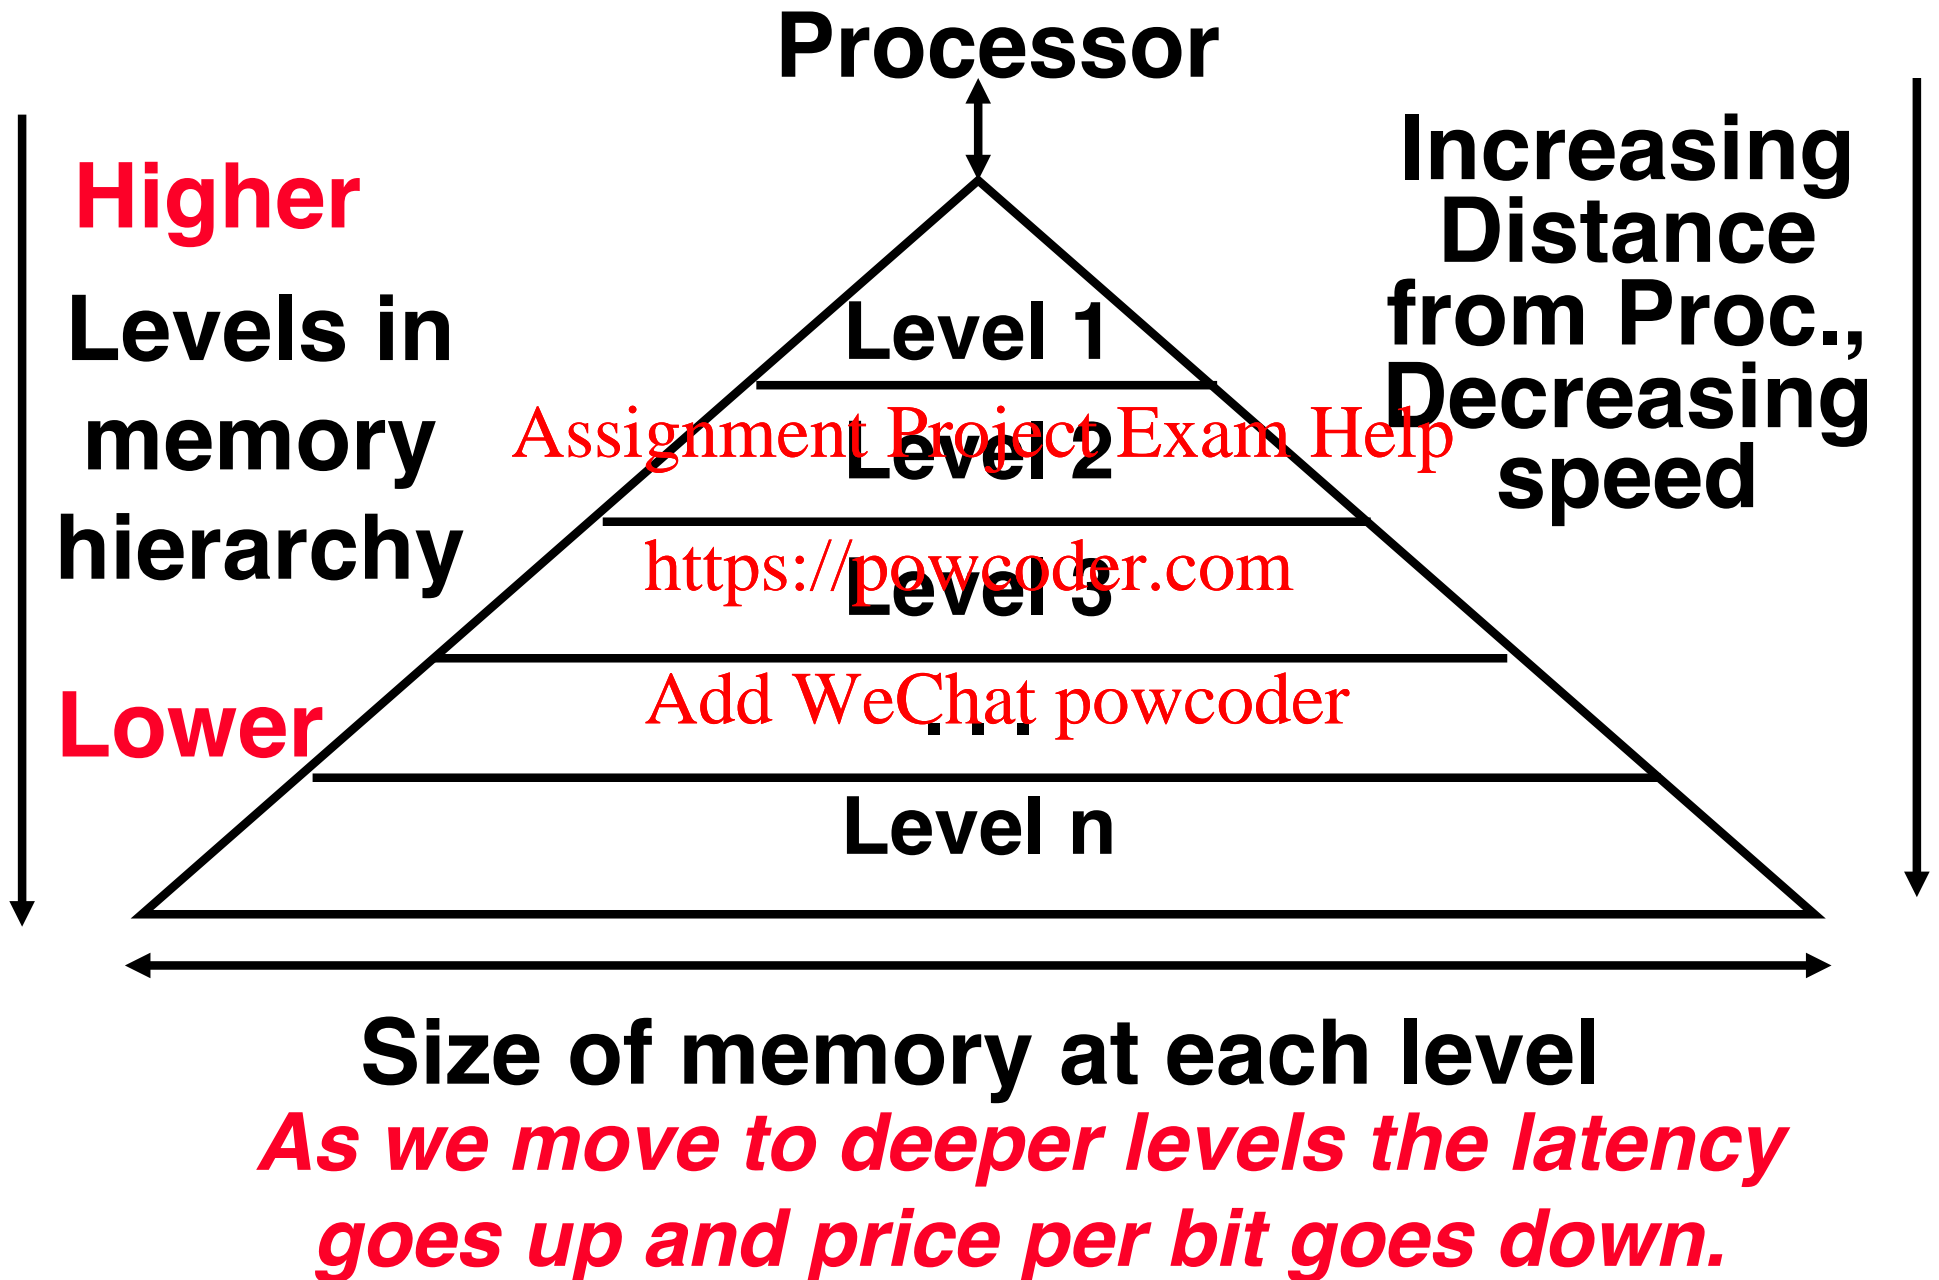 Processor
Higher
Levels in
memory
hierarchy
Lower
Increasing
Distance
from Proc.,
Decreasing
speed
Level 1
Assignment Project Exam Help
Level 2
https://powcoder.com
Level 3
Add WeChat powcoder
. . .
Level n
Size of memory at each level
As we move to deeper levels the latency
goes up and price per bit goes down.